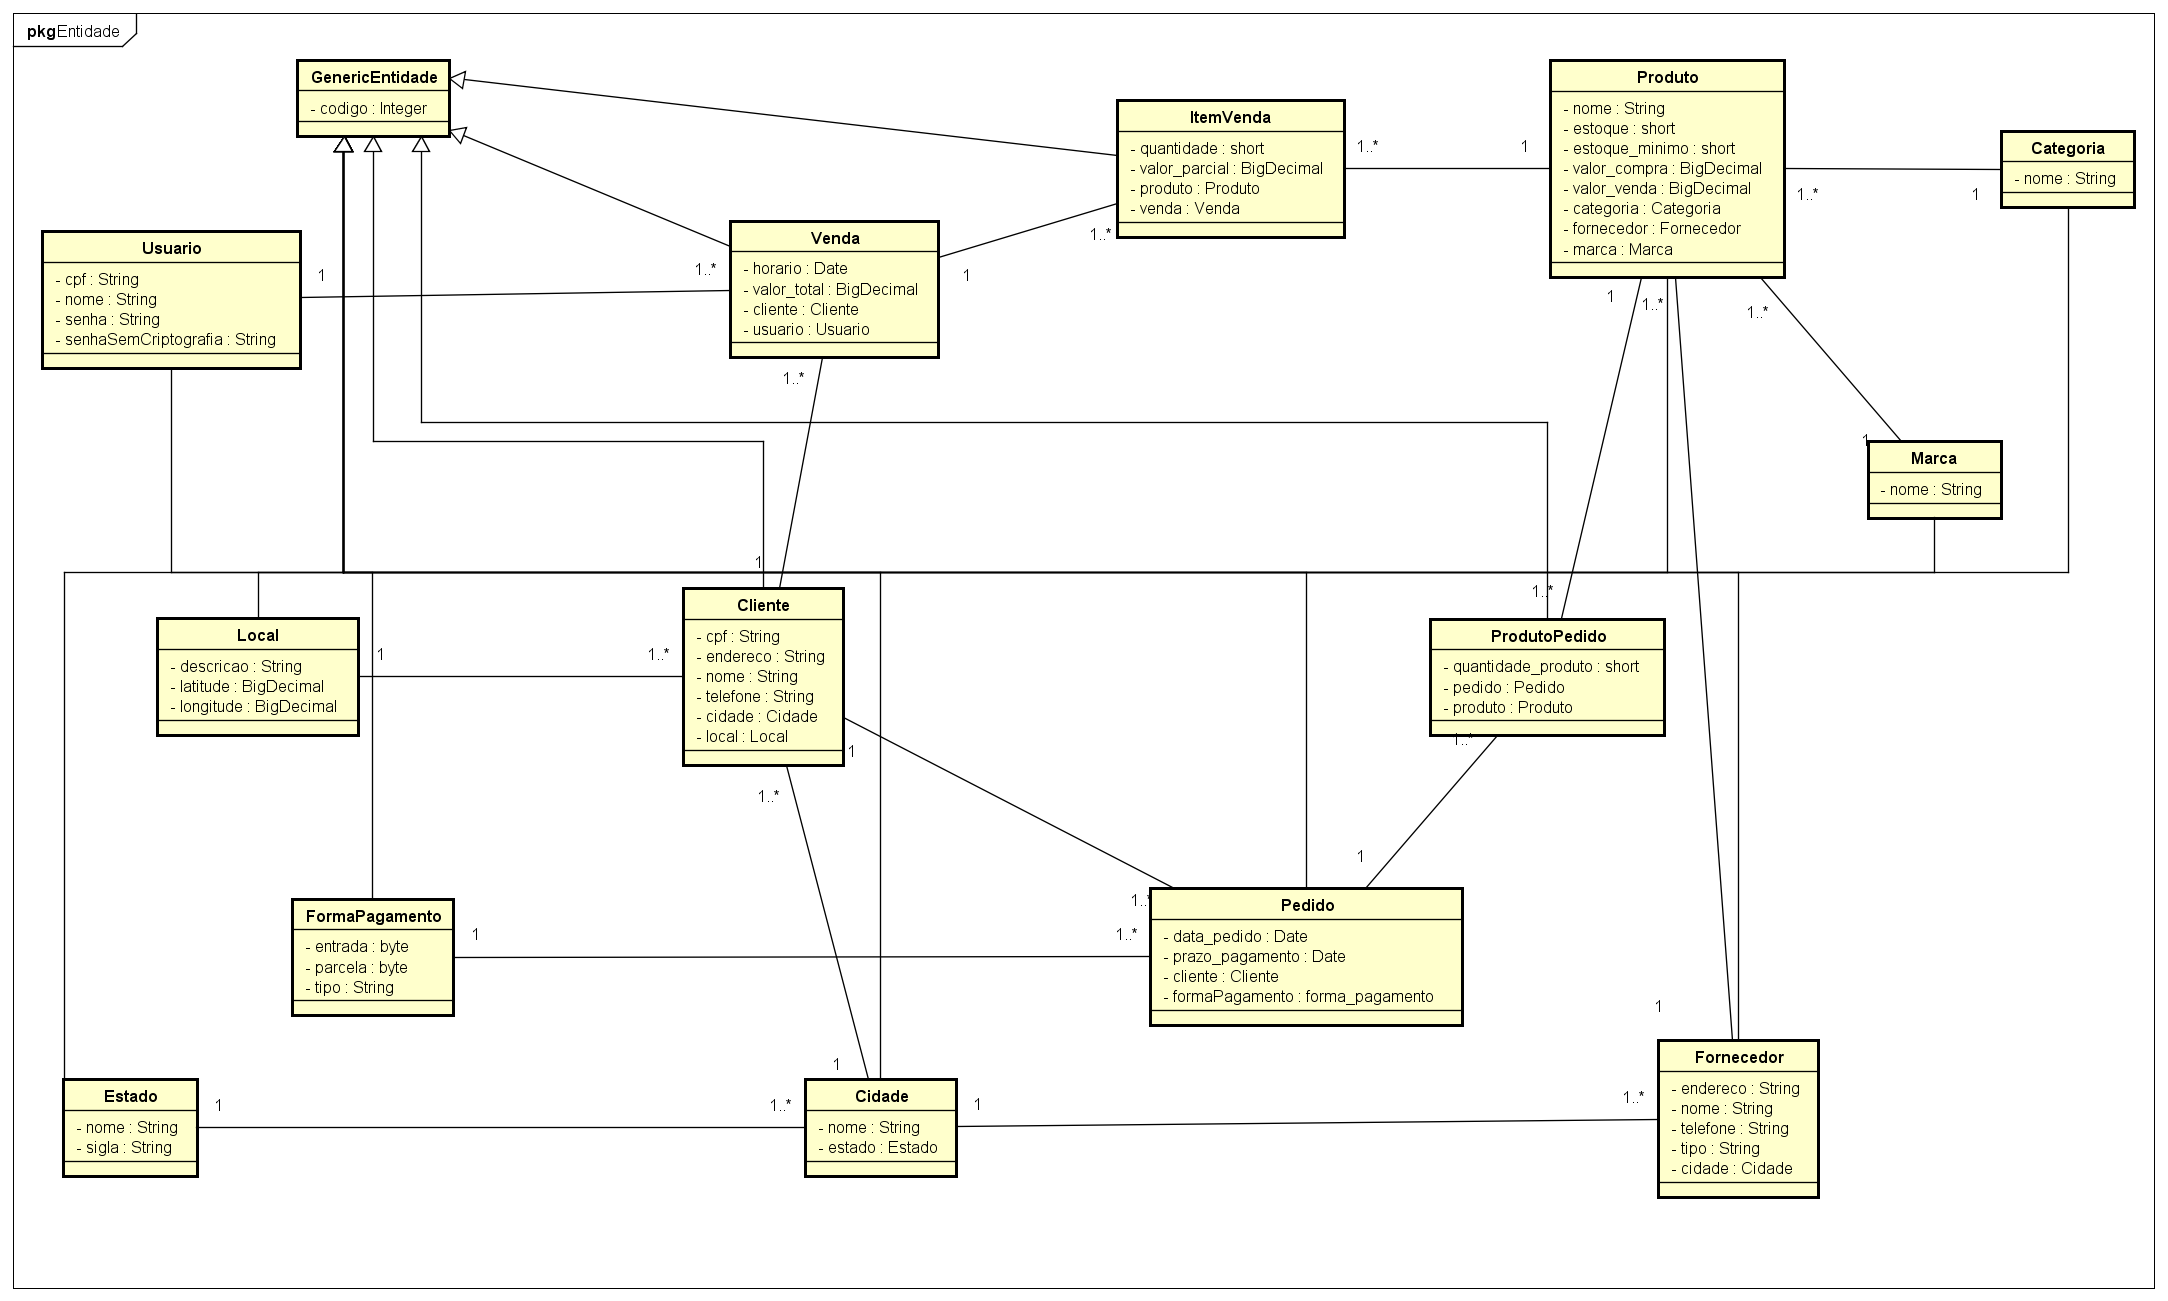 pkgEntidade
GenericEntidade
- codigo : Integer
ItemVenda
- quantidade : short
- valor_parcial : BigDecimal
- produto : Produto
- venda : Venda
1..*
1
Produto
- nome : String
- estoque : short
- estoque_minimo : short
- valor_compra : BigDecimal
- valor_venda : BigDecimal
- categoria : Categoria
- fornecedor : Fornecedor
- marca : Marca
1..*
1
Categoria
- nome : String
Usuario
- cpf : String
- nome : String
- senha : String
- senhaSemCriptografia : String
1
1..*
Venda
- horario : Date
- valor_total : BigDecimal
- cliente : Cliente
- usuario : Usuario
1
1..*
1
1..*
1..*
1..*
1
Marca
- nome : String
1
1..*
Local
- descricao : String
- latitude : BigDecimal
- longitude : BigDecimal
1
1..*
Cliente
- cpf : String
- endereco : String
- nome : String
- telefone : String
- cidade : Cidade
- local : Local
1
1..*
ProdutoPedido
- quantidade_produto : short
- pedido : Pedido
- produto : Produto
1..*
1
1..*
FormaPagamento
- entrada : byte
- parcela : byte
- tipo : String
1
1..*
Pedido
- data_pedido : Date
- prazo_pagamento : Date
- cliente : Cliente
- formaPagamento : forma_pagamento
1
1
Estado
- nome : String
- sigla : String
1
1..*
Cidade
- nome : String
- estado : Estado
1
1..*
Fornecedor
- endereco : String
- nome : String
- telefone : String
- tipo : String
- cidade : Cidade